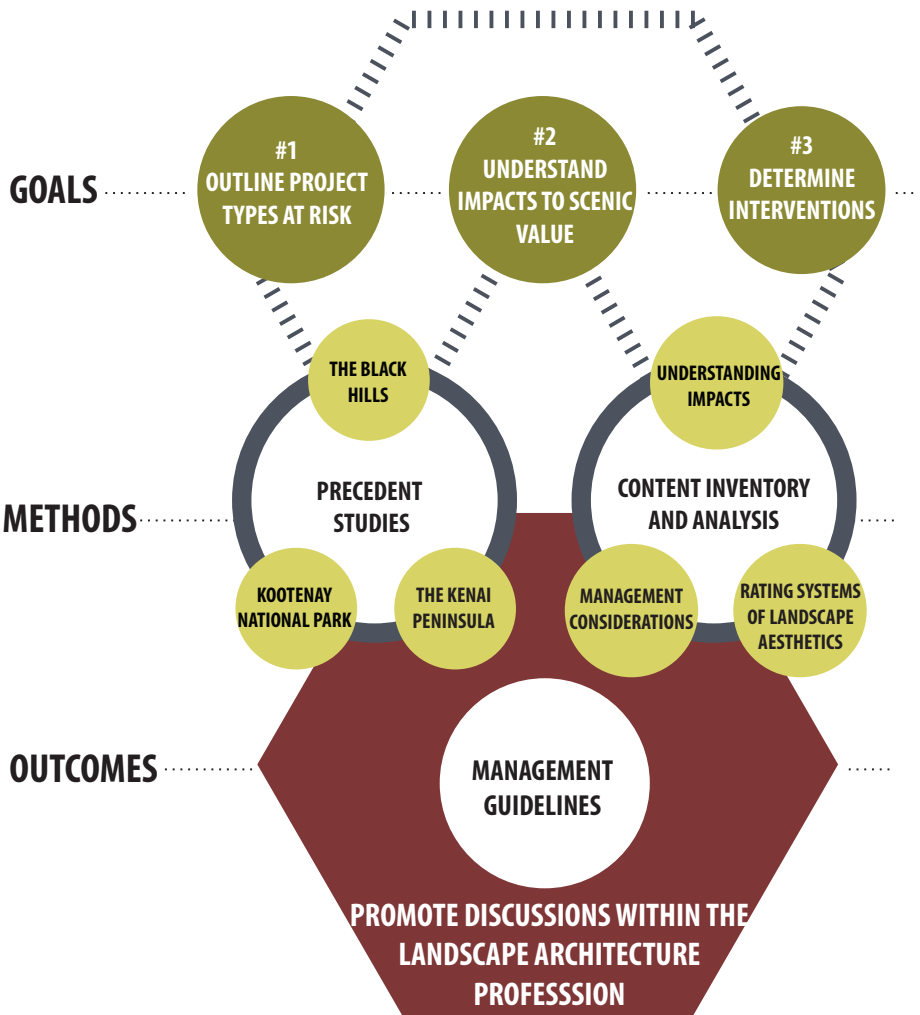 GOALS
#1
OUTLINE PROJECT
TYPES AT RISK
#2
UNDERSTAND
IMPACTS TO SCENIC
VALUE
#3
DETERMINE
INTERVENTIONS
METHODS
THE BLACK
HILLS
PRECEDENT
STUDIES
KOOTENAY
NATIONAL PARK
THE KENAI
PENINSULA
UNDERSTANDING
IMPACTS
CONTENT INVENTORY
AND ANALYSIS
MANAGEMENT
CONSIDERATIONS
RATING SYSTEMS
OF LANDSCAPE
AESTHETICS
OUTCOMES
MANAGEMENT
GUIDELINES
PROMOTE DISCUSSIONS WITHIN THE
LANDSCAPE ARCHITECTURE
PROFESSSION